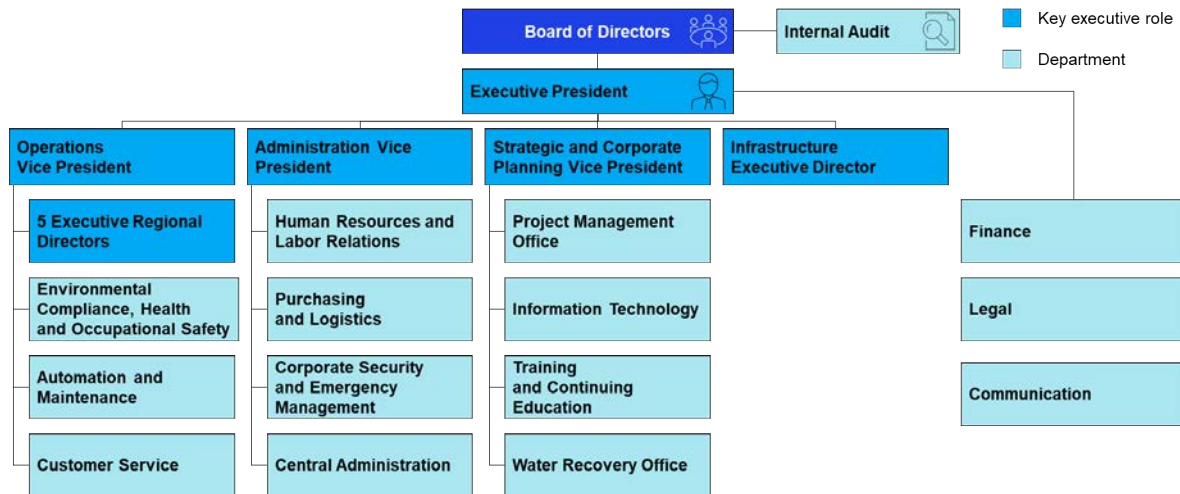 Board of Directors
Internal Audit
Key executive role
Department
Executive President
Operations
Vice President
Administration Vice
President
Strategic and Corporate
Planning Vice President
Infrastructure
Executive Director
5 Executive Regional
Directors
Human Resources and
Labor Relations
Project Management
Office
Finance
Environmental
Compliance, Health
and Occupational Safety
Purchasing
and Logistics
Information Technology
Legal
Automation and
Maintenance
Corporate Security
and Emergency
Management
Training
and Continuing
Education
Communication
Customer Service
Central Administration
Water Recovery Office